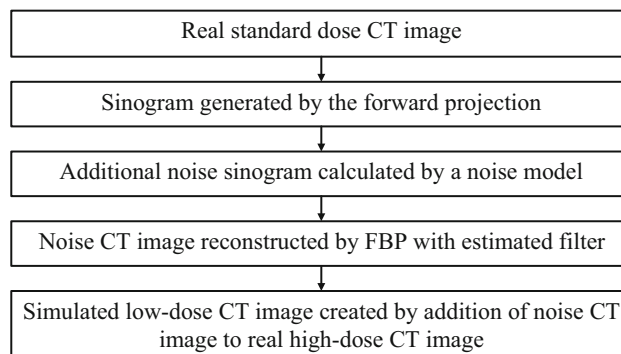 Real standard dose CT image
Sinogram generated by the forward projection
Additional noise sinogram calculated by a noise model
Noise CT image reconstructed by FBP with estimated filter
Simulated low-dose CT image created by addition of noise CT
image to real high-dose CT image